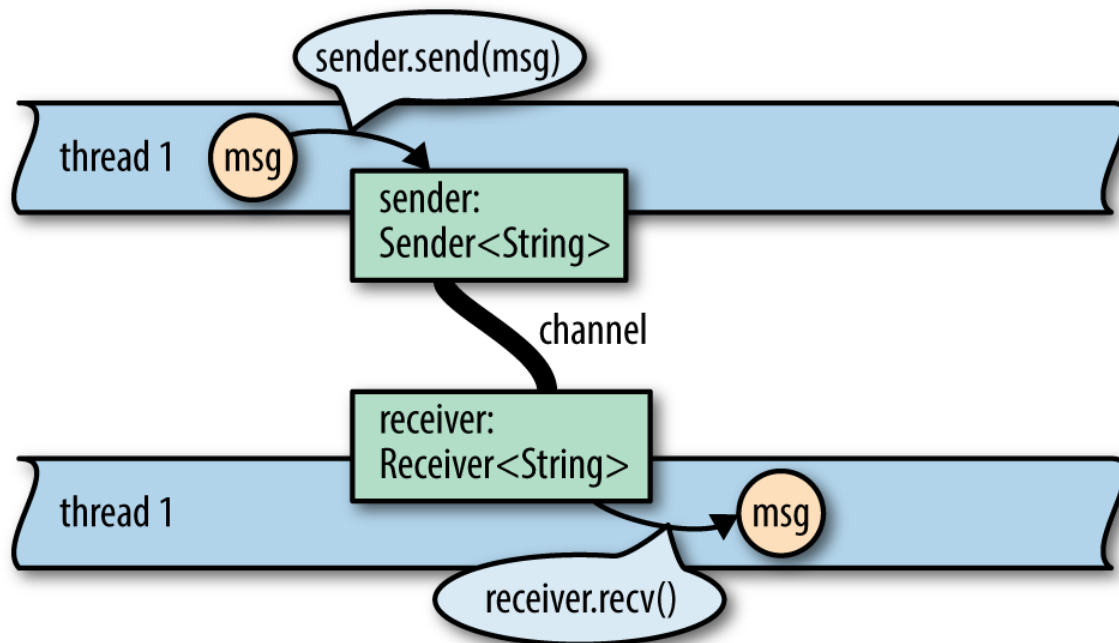 sender.send(msg)
thread 1
msg
sender:
Sender<String>
channel
receiver:
Receiver<String>
thread 1
msg
receiver.recv()